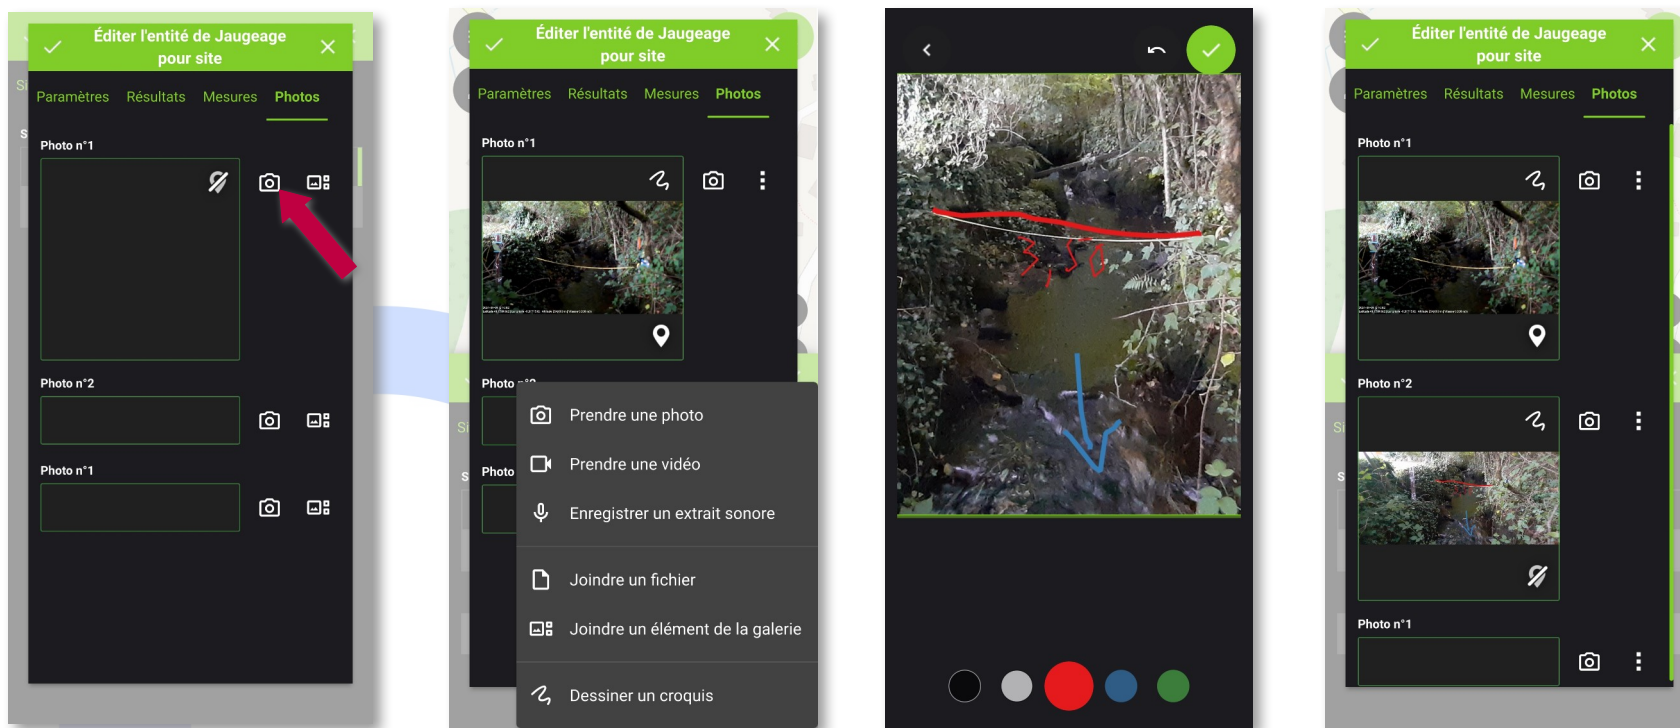 Éditer l'entité de Jaugeage
pour site
Paramètres Résultats Mesures Photos
Photo n°1
Photo n°2
Photo n°1
Éditer l'entité de Jaugeage
pour site
Paramètres Résultats Mesures Photos
Photo n°1
Photo
Photo
Prendre une photo
Prendre une vidéo
Enregistrer un extrait sonore
Joindre un fichier
Joindre un élément de la galerie
Dessiner un croquis
3,50
Éditer l'entité de Jaugeage
pour site
Paramètres Résultats Mesures Photos
Photo n°1
Photo n°2
Photo n°1